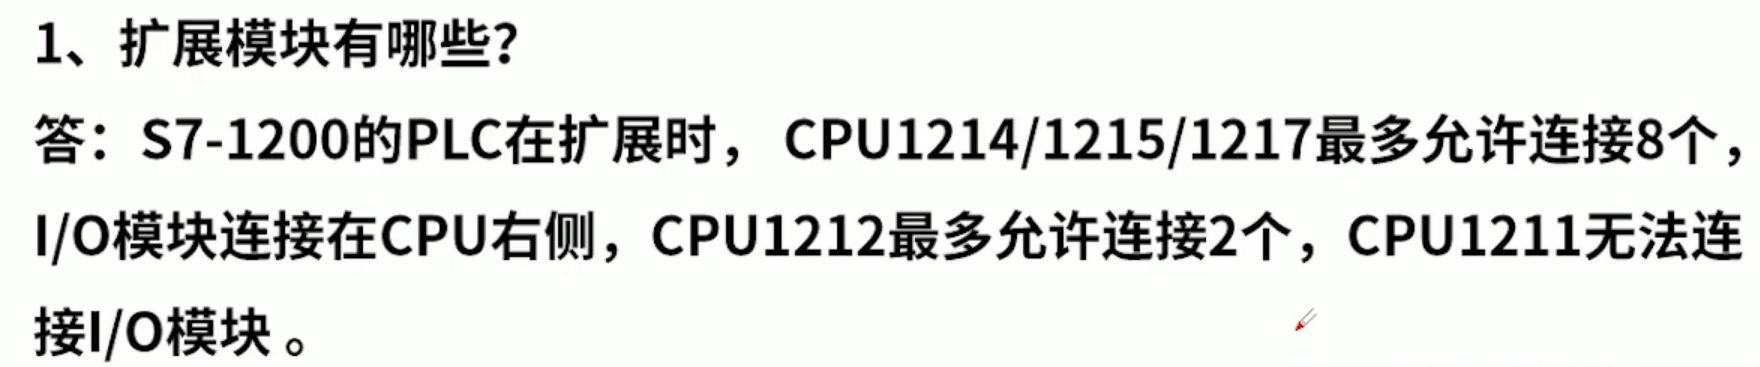 1、扩展模块有哪些？
答：S7-1200的PLC在扩展时， CPU1214/1215/1217最多允许连接8个，
I/O模块连接在CPU右侧，CPU1212最多允许连接2个，CPU1211无法连
接I/O模块 。